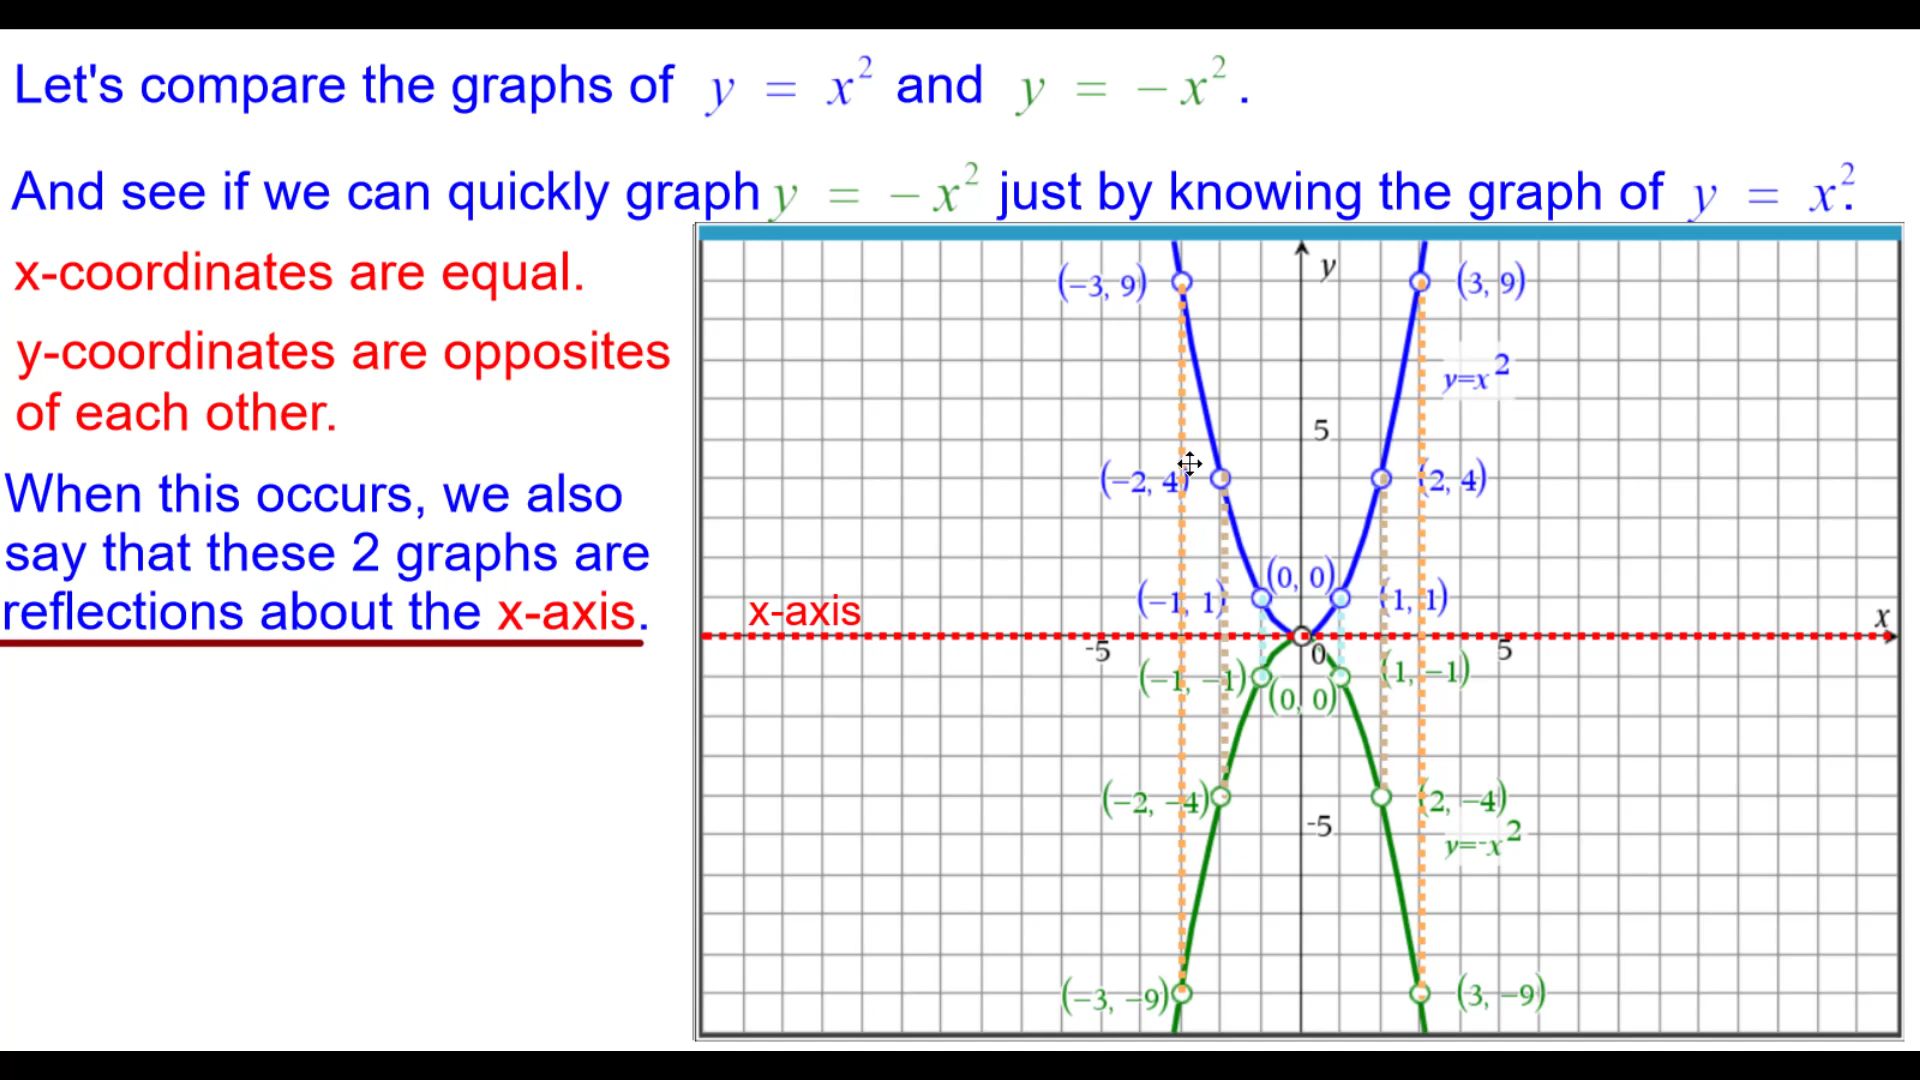 Let's compare the graphs of y = x² and y = -x².
And see if we can quickly graph y = -x² just by knowing the graph of y = x².
x-coordinates are equal.
y-coordinates are opposites
of each other.
When this occurs, we also
say that these 2 graphs are
reflections about the x-axis.
y
(-3, 9) (3, 9)
y=x²
5
(-2, 4) (2, 4)
(0, 0)
(-1, 1) (1, 1)
x-axis x
-5 0 5
(-1, -1) (1, -1)
(0, 0)
(-2, -4) (2, -4)
-5
y=-x²
(-3, -9) (3, -9)